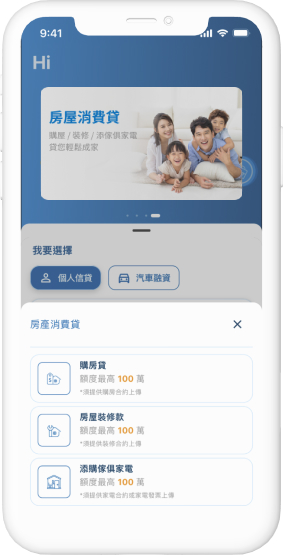 9:41
Hi
房屋消費貸
購屋 / 裝修 / 添傢俱家電
貸您輕鬆成家
我要選擇
個人信貸
汽車融資
房產消費貸
購房貸
額度最高 100 萬
*須提供購房合約上傳
房屋裝修款
額度最高 100 萬
*須提供裝修合約上傳
添購傢俱家電
額度最高 100 萬
*須提供家電合約或家電發票上傳